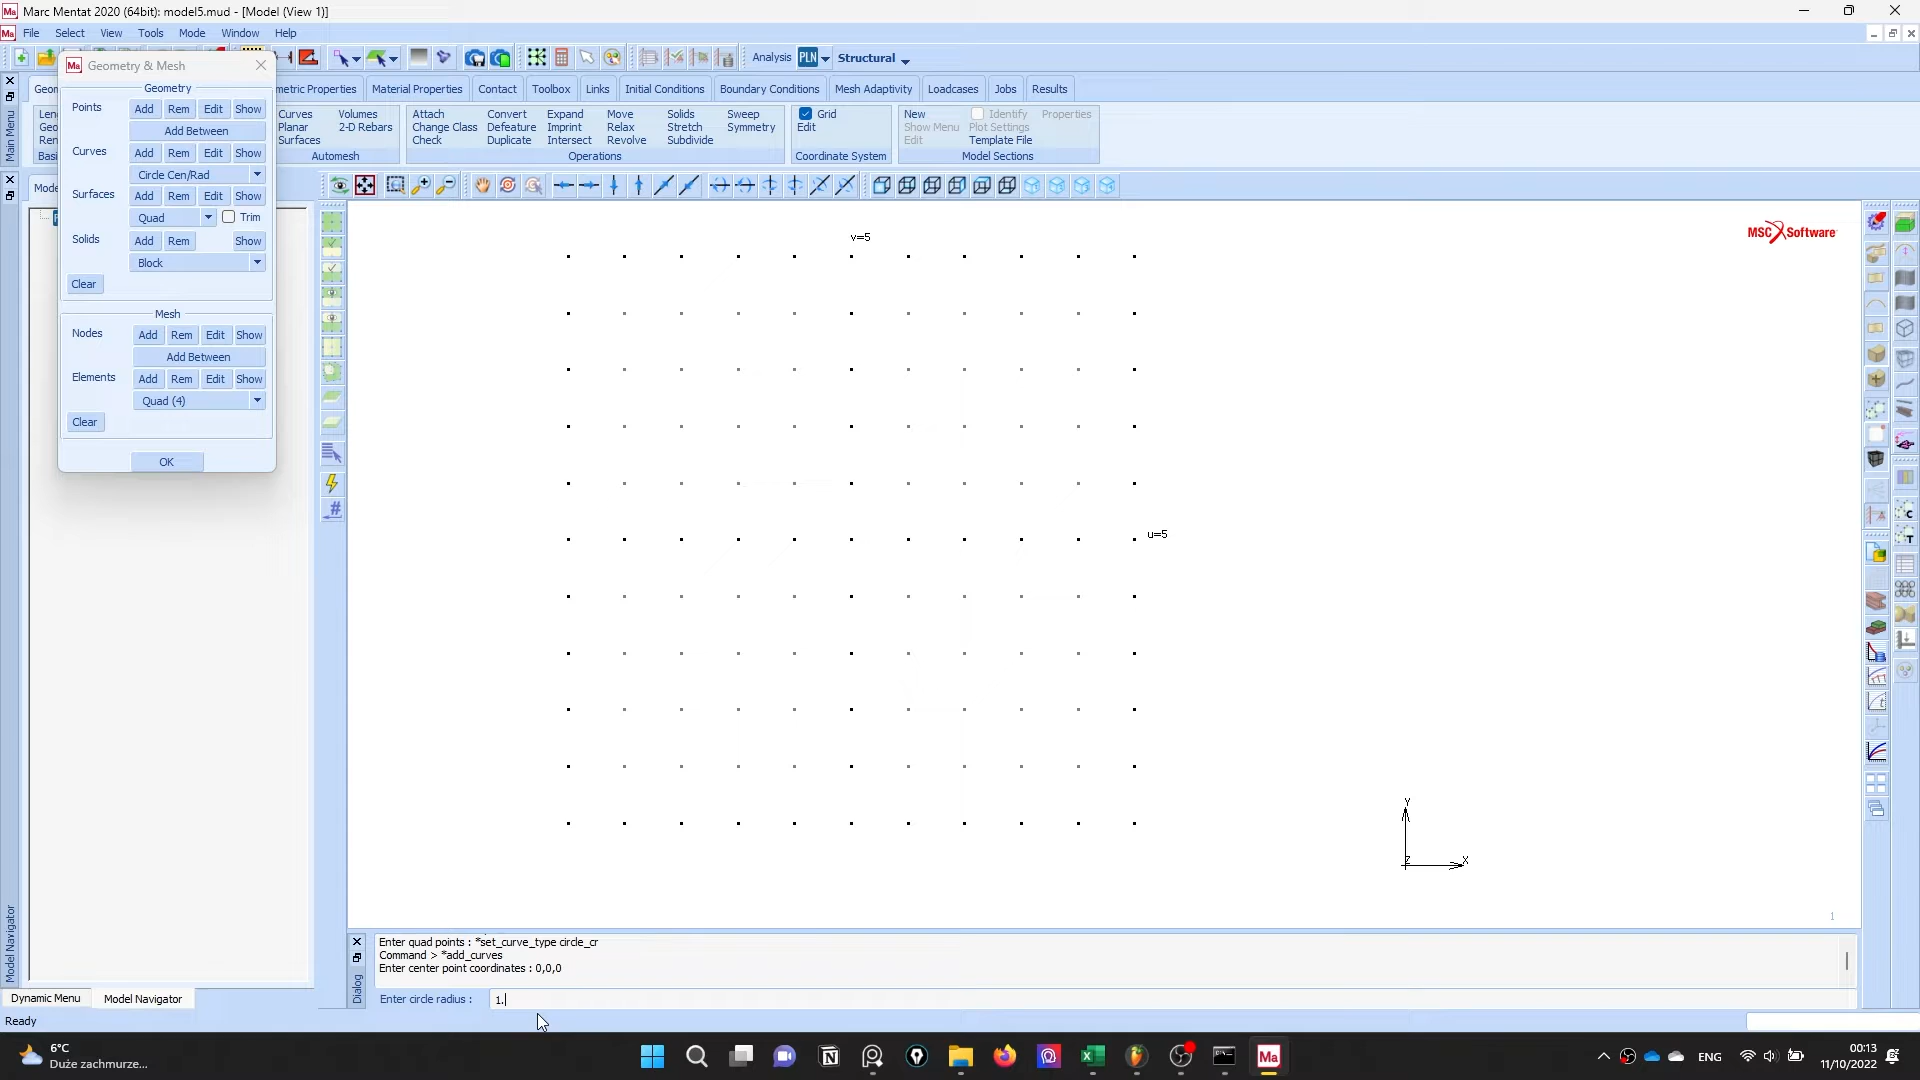 Marc Mentat 2020 (64bit): model5.mud - [Model (View 1)]
File Select View Tools Mode Window Help
Analysis PLN Structural
Geometry & Mesh
Geometry
Points Add Rem Edit Show
Add Between
Curves Add Rem Edit Show
Circle Cen/Rad
Surfaces Add Rem Edit Show
Quad Trim
Solids Add Rem Show
Block
Clear
Mesh
Nodes Add Rem Edit Show
Add Between
Elements Add Rem Edit Show
Quad (4)
Clear
OK
Geon metric Properties Material Properties Contact Toolbox Links Initial Conditions Boundary Conditions Mesh Adaptivity Loadcases Jobs Results
Curves Volumes
Planar 2-D Rebars
Surfaces
Automesh
Attach Convert Expand Move Solids Sweep
Change Class Defeature Imprint Relax Stretch Symmetry
Check Duplicate Intersect Revolve Subdivide
Operations
Grid
Edit
Coordinate System
New Identify Properties
Show Menu Plot Settings
Edit Template File
Model Sections
Main Menu
Model Navigator
MSC Software
v=5
u=5
Y
Z X
1
Dialog
Enter quad points : *set_curve_type circle_cr
Command > *add_curves
Enter center point coordinates : 0,0,0
Enter circle radius : 1.
Dynamic Menu Model Navigator
Ready
6°C
Duże zachmurze...
ENG
00:13
11/10/2022